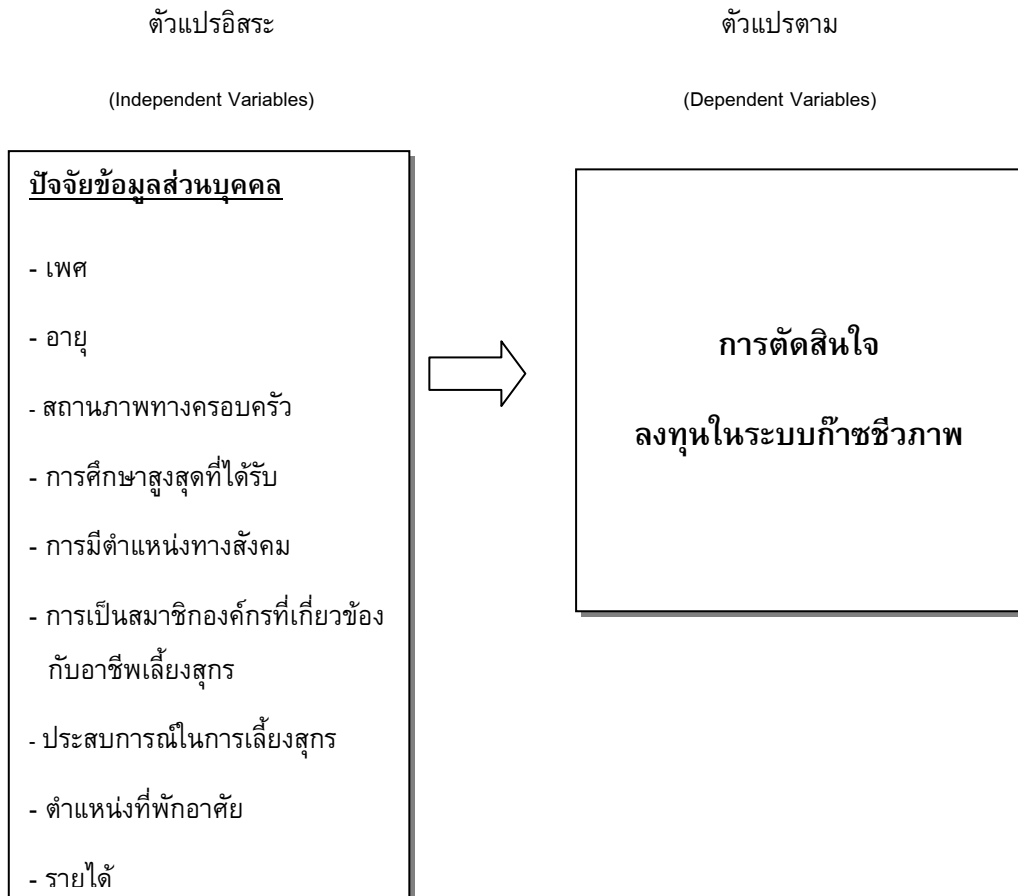 ตัวแปรอิสระ
(Independent Variables)
ปัจจัยข้อมูลส่วนบุคคล
- เพศ
- อายุ
- สถานภาพทางครอบครัว
- การศึกษาสูงสุดที่ได้รับ
- การมีตำแหน่งทางสังคม
- การเป็นสมาชิกองค์กรที่เกี่ยวข้อง
กับอาชีพเลี้ยงสุกร
- ประสบการณ์ในการเลี้ยงสุกร
- ตำแหน่งที่พักอาศัย
- รายได้
ตัวแปรตาม
(Dependent Variables)
การตัดสินใจ
ลงทุนในระบบก๊าซชีวภาพ